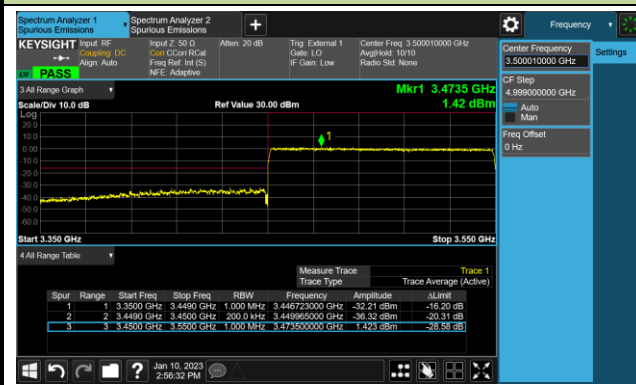 Spectrum Analyzer 1
Spurious Emissions
Spectrum Analyzer 2
Spurious Emissions
+
Frequency
KEYSIGHT
Input: RF
Coupling: DC
Align: Auto
Input Z: 50 Ω
Corr CCorr RCal
Freq Ref: Int (S)
NFE: Adaptive
Atten: 20 dB
Trig: External 1
Gate: LO
IF Gain: Low
Center Freq: 3.500010000 GHz
Avg|Hold: 10/10
Radio Std: None
PASS
Center Frequency
3.500010000 GHz
Settings
CF Step
4.999000000 GHz
Auto
Man
Freq Offset
0 Hz
3 All Range Graph
Mkr1 3.4735 GHz
1.42 dBm
Scale/Div 10.0 dB
Ref Value 30.00 dBm
Log
20.0
10.0
0.00
-10.0
-20.0
-30.0
-40.0
-50.0
-60.0
1
Start 3.350 GHz
Stop 3.550 GHz
4 All Range Table
Measure Trace Trace 1
Trace Type Trace Average (Active)
Spur Range Start Freq Stop Freq RBW Frequency Amplitude ΔLimit
1 1 3.3500 GHz 3.4490 GHz 1.000 MHz 3.446723000 GHz -32.21 dBm -16.20 dB
2 2 3.4490 GHz 3.4500 GHz 200.0 kHz 3.449965000 GHz -36.32 dBm -20.31 dB
3 3 3.4500 GHz 3.5500 GHz 1.000 MHz 3.473500000 GHz 1.423 dBm -28.58 dB
?
Jan 10, 2023
2:56:32 PM